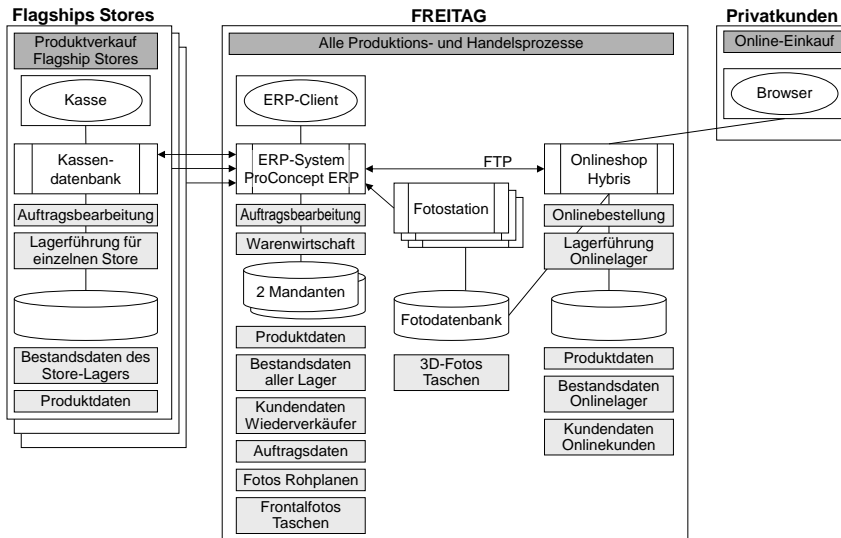 Flagships Stores
Produktverkauf
Flagship Stores
Kasse
Kassen-
datenbank
Auftragsbearbeitung
Lagerführung für
einzelnen Store
Bestandsdaten des
Store-Lagers
Produktdaten
FREITAG
Alle Produktions- und Handelsprozesse
ERP-Client
ERP-System
ProConcept ERP
Auftragsbearbeitung
Warenwirtschaft
2 Mandanten
Produktdaten
Bestandsdaten
aller Lager
Kundendaten
Wiederverkäufer
Auftragsdaten
Fotos Rohplanen
Frontalfotos
Taschen
FTP
Fotostation
Fotodatenbank
3D-Fotos
Taschen
Onlineshop
Hybris
Onlinebestellung
Lagerführung
Onlinelager
Produktdaten
Bestandsdaten
Onlinelager
Kundendaten
Onlinekunden
Privatkunden
Online-Einkauf
Browser